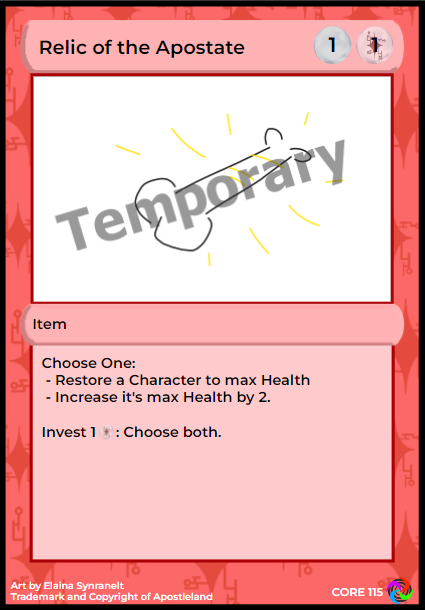 Relic of the Apostate
1 1
Temporary
Item
Choose One:
- Restore a Character to max Health
- Increase it's max Health by 2.
Invest 1 : Choose both.
Art by Elaina Synranelt
Trademark and Copyright of Apostleland
CORE 115